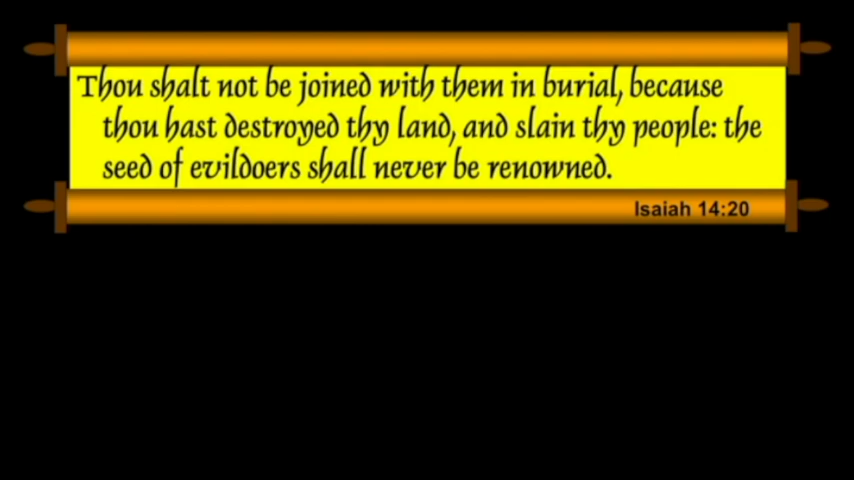 Thou shalt not be joined with them in burial, because
thou hast destroyed thy land, and slain thy people: the
seed of evildoers shall never be renowned.
Isaiah 14:20